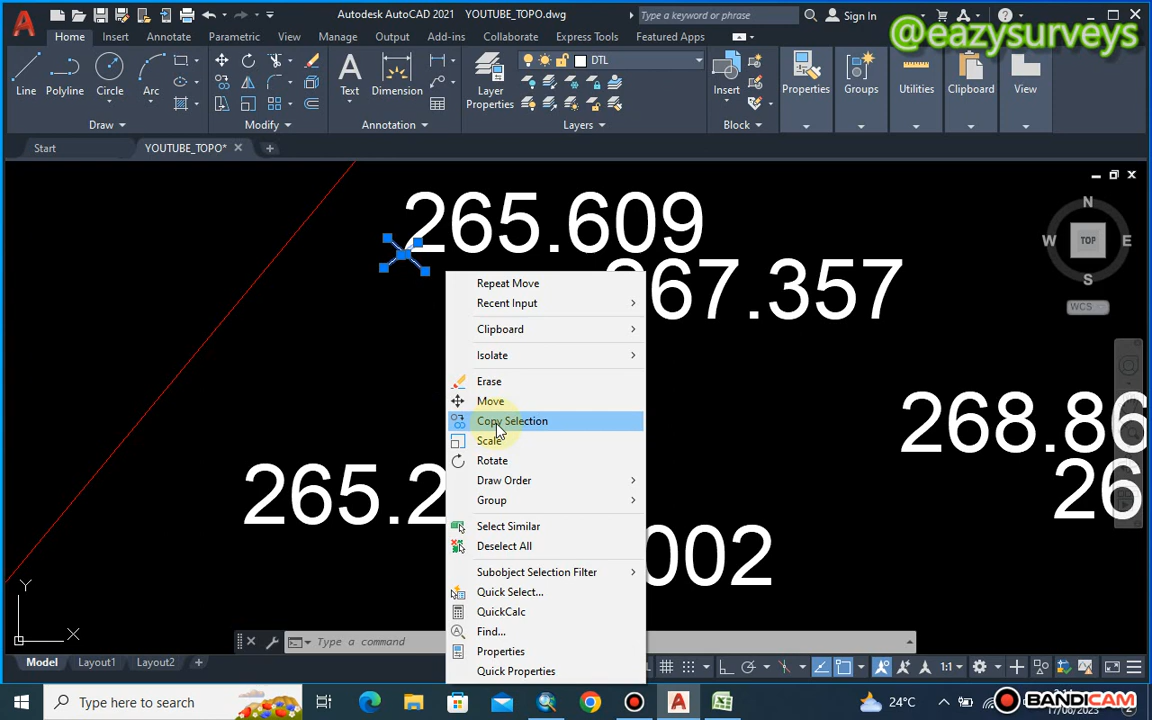 Autodesk AutoCAD 2021 YOUTUBE_TOPO.dwg
Type a keyword or phrase
Sign In
@eazysurveys
Home Insert Annotate Parametric View Manage Output Add-ins Collaborate Express Tools Featured Apps
DTL
Line Polyline Circle Arc
Text Dimension
Layer Properties
Insert
Properties Groups Utilities Clipboard View
Draw Modify Annotation Layers Block
Start YOUTUBE_TOPO*
265.609
67.357
268.86
265.2
26
002
N
W TOP E
S
WCS
Repeat Move
Recent Input
Clipboard
Isolate
Erase
Move
Copy Selection
Scale
Rotate
Draw Order
Group
Select Similar
Deselect All
Subobject Selection Filter
Quick Select...
QuickCalc
Find...
Properties
Quick Properties
Y
X
Type a command
Model Layout1 Layout2
1:1
Type here to search
24°C
BANDICAM